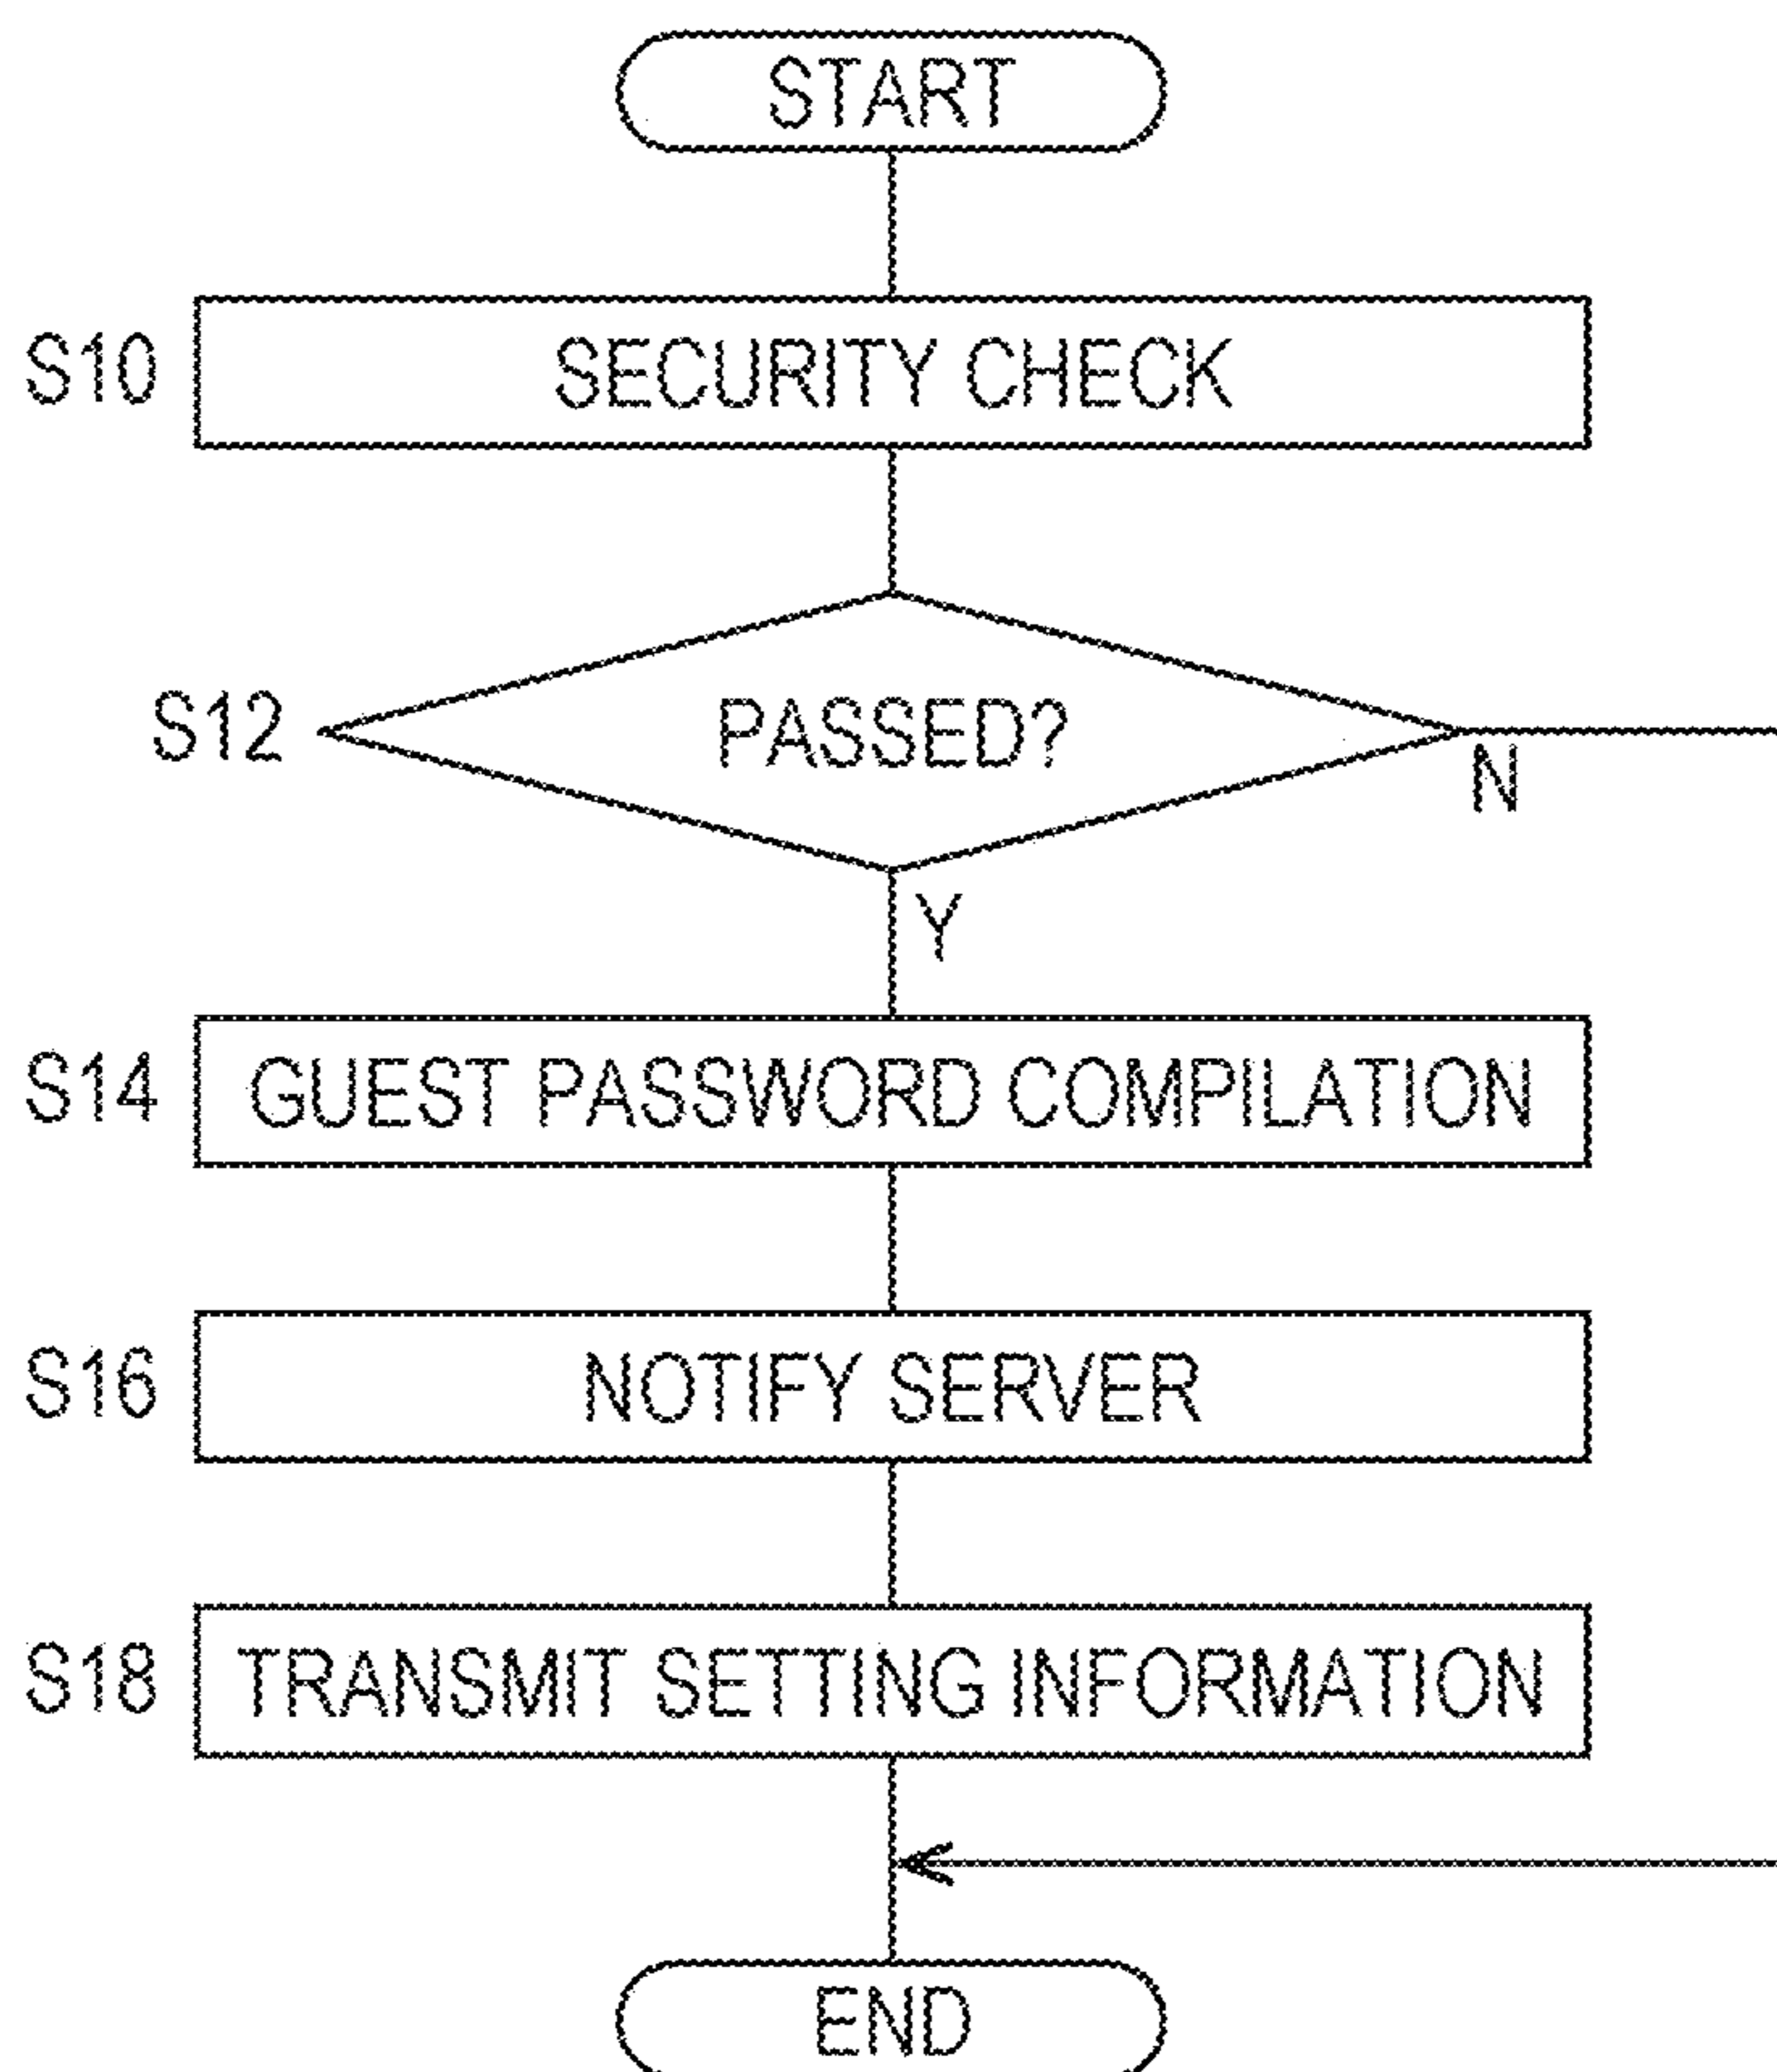 START
S10 SECURITY CHECK
S12 PASSED?
N
Y
S14 GUEST PASSWORD COMPILATION
S16 NOTIFY SERVER
S18 TRANSMIT SETTING INFORMATION
END